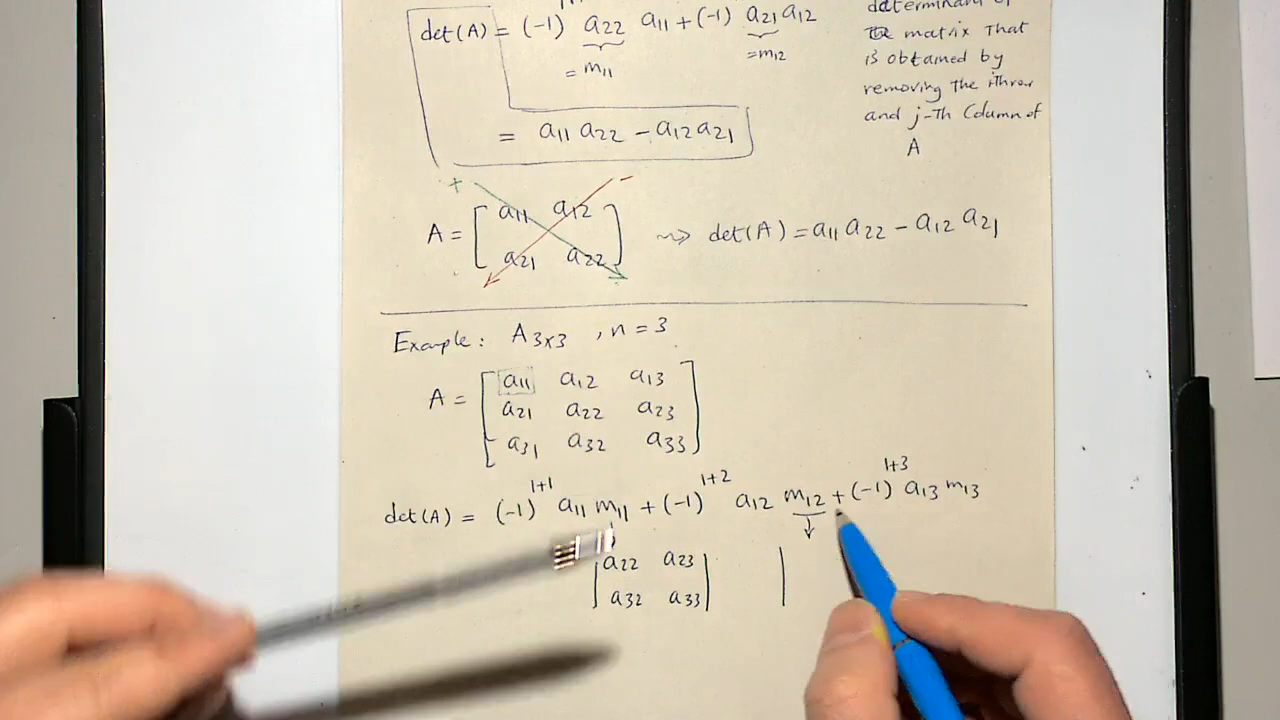 det(A) = (-1) a22 a11 + (-1) a21 a12
= m11
= m12
= a11 a22 - a12 a21
determinant of
the matrix that
is obtained by
removing the i-th row
and j-th column of
A
+ -
A = [ a11 a12
a21 a22 ] ⇝ det(A) = a11 a22 - a12 a21
Example: A3x3 , n = 3
A = [ a11 a12 a13
a21 a22 a23
a31 a32 a33 ]
det(A) = (-1)^1+1 a11 m11 + (-1)^1+2 a12 m12 + (-1)^1+3 a13 m13
| a22 a23 | |
| a32 a33 |